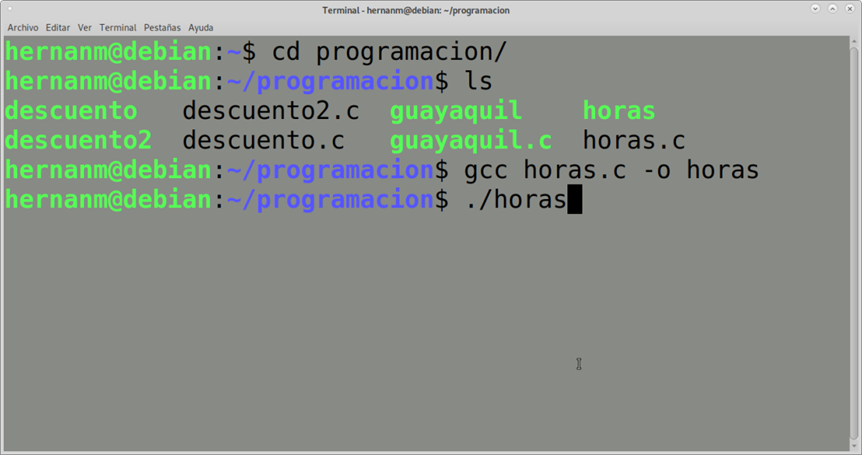 Terminal - hernanm@debian: ~/programacion
Archivo Editar Ver Terminal Pestañas Ayuda
hernanm@debian:~$ cd programacion/
hernanm@debian:~/programacion$ ls
descuento descuento2.c guayaquil horas
descuento2 descuento.c guayaquil.c horas.c
hernanm@debian:~/programacion$ gcc horas.c -o horas
hernanm@debian:~/programacion$ ./horas